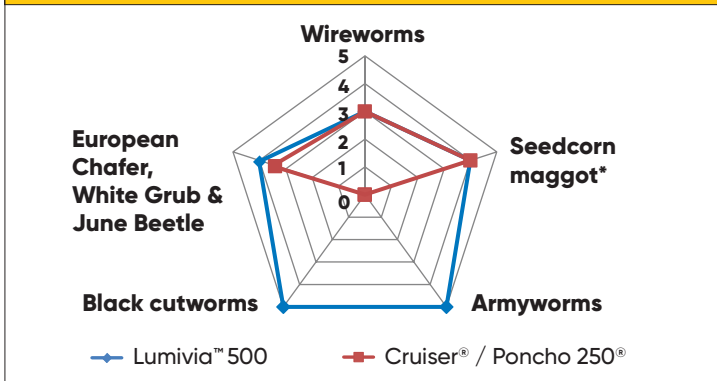 Wireworms
5
4
3
2
1
0
European
Chafer,
White Grub &
June Beetle
Seedcorn
maggot*
Black cutworms
Armyworms
Lumivia™ 500
Cruiser® / Poncho 250®